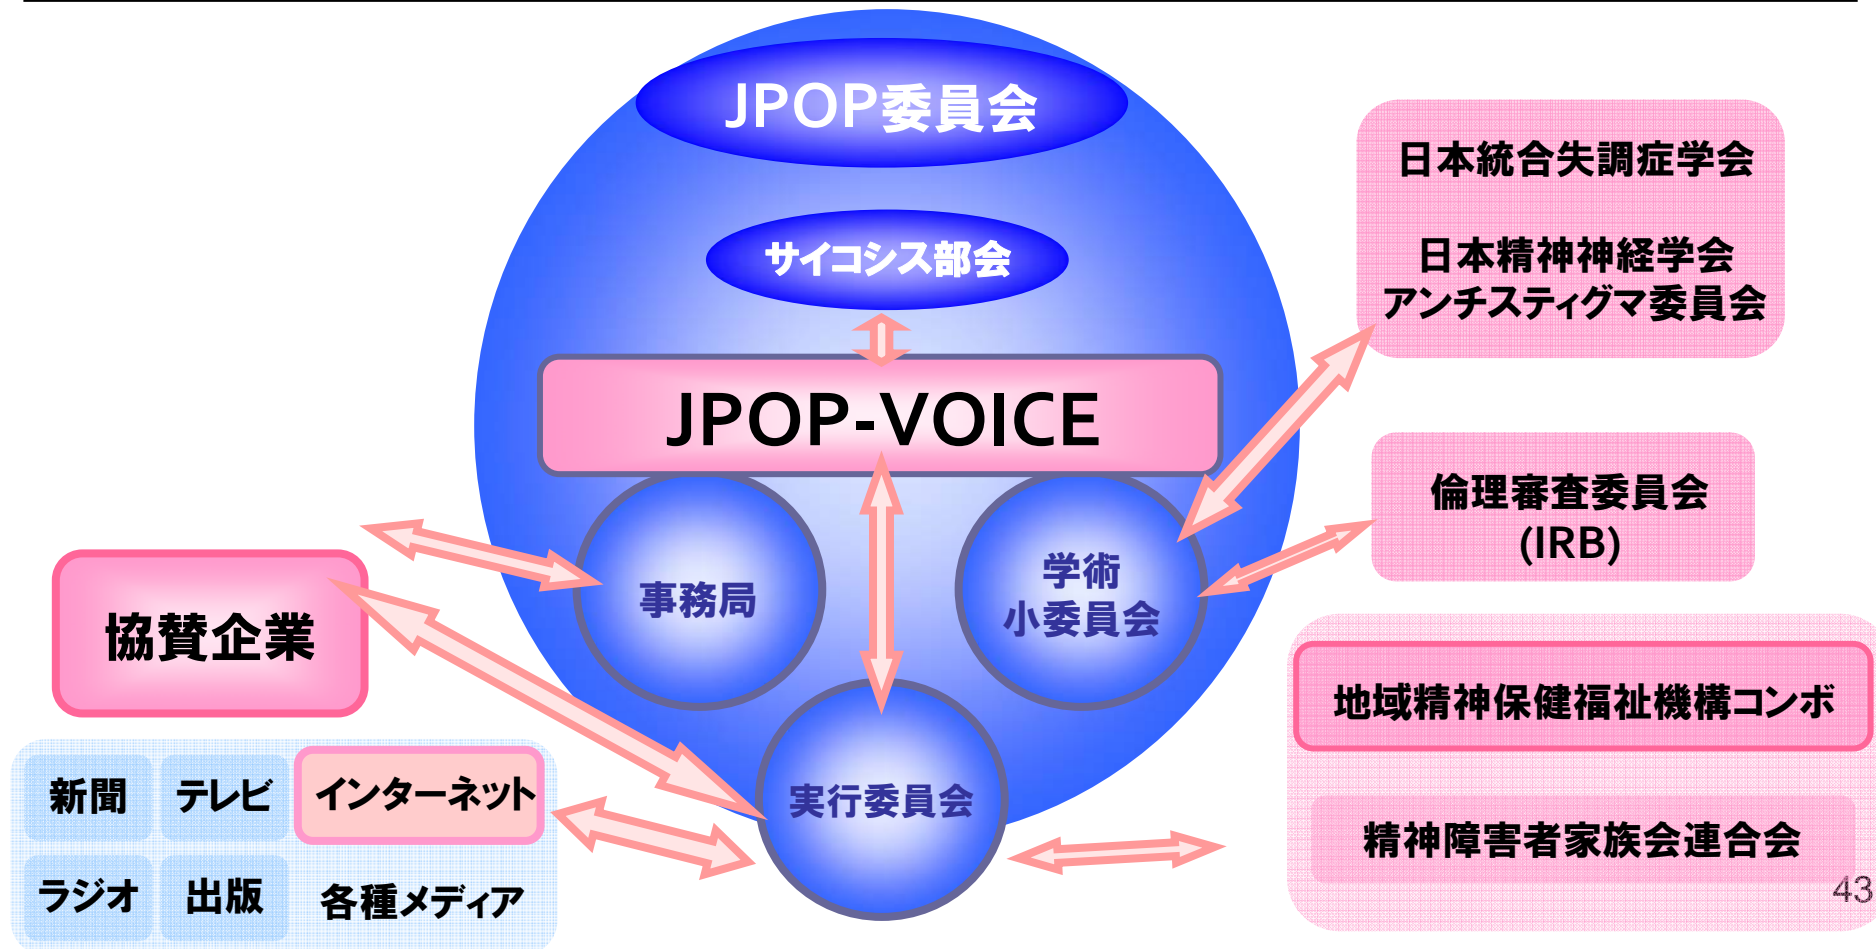 JPOP委員会
サイコシス部会
JPOP-VOICE
事務局
学術
小委員会
実行委員会
日本統合失調症学会
日本精神神経学会
アンチスティグマ委員会
倫理審査委員会
(IRB)
地域精神保健福祉機構コンボ
精神障害者家族会連合会
協賛企業
新聞
テレビ
インターネット
ラジオ
出版
各種メディア
43